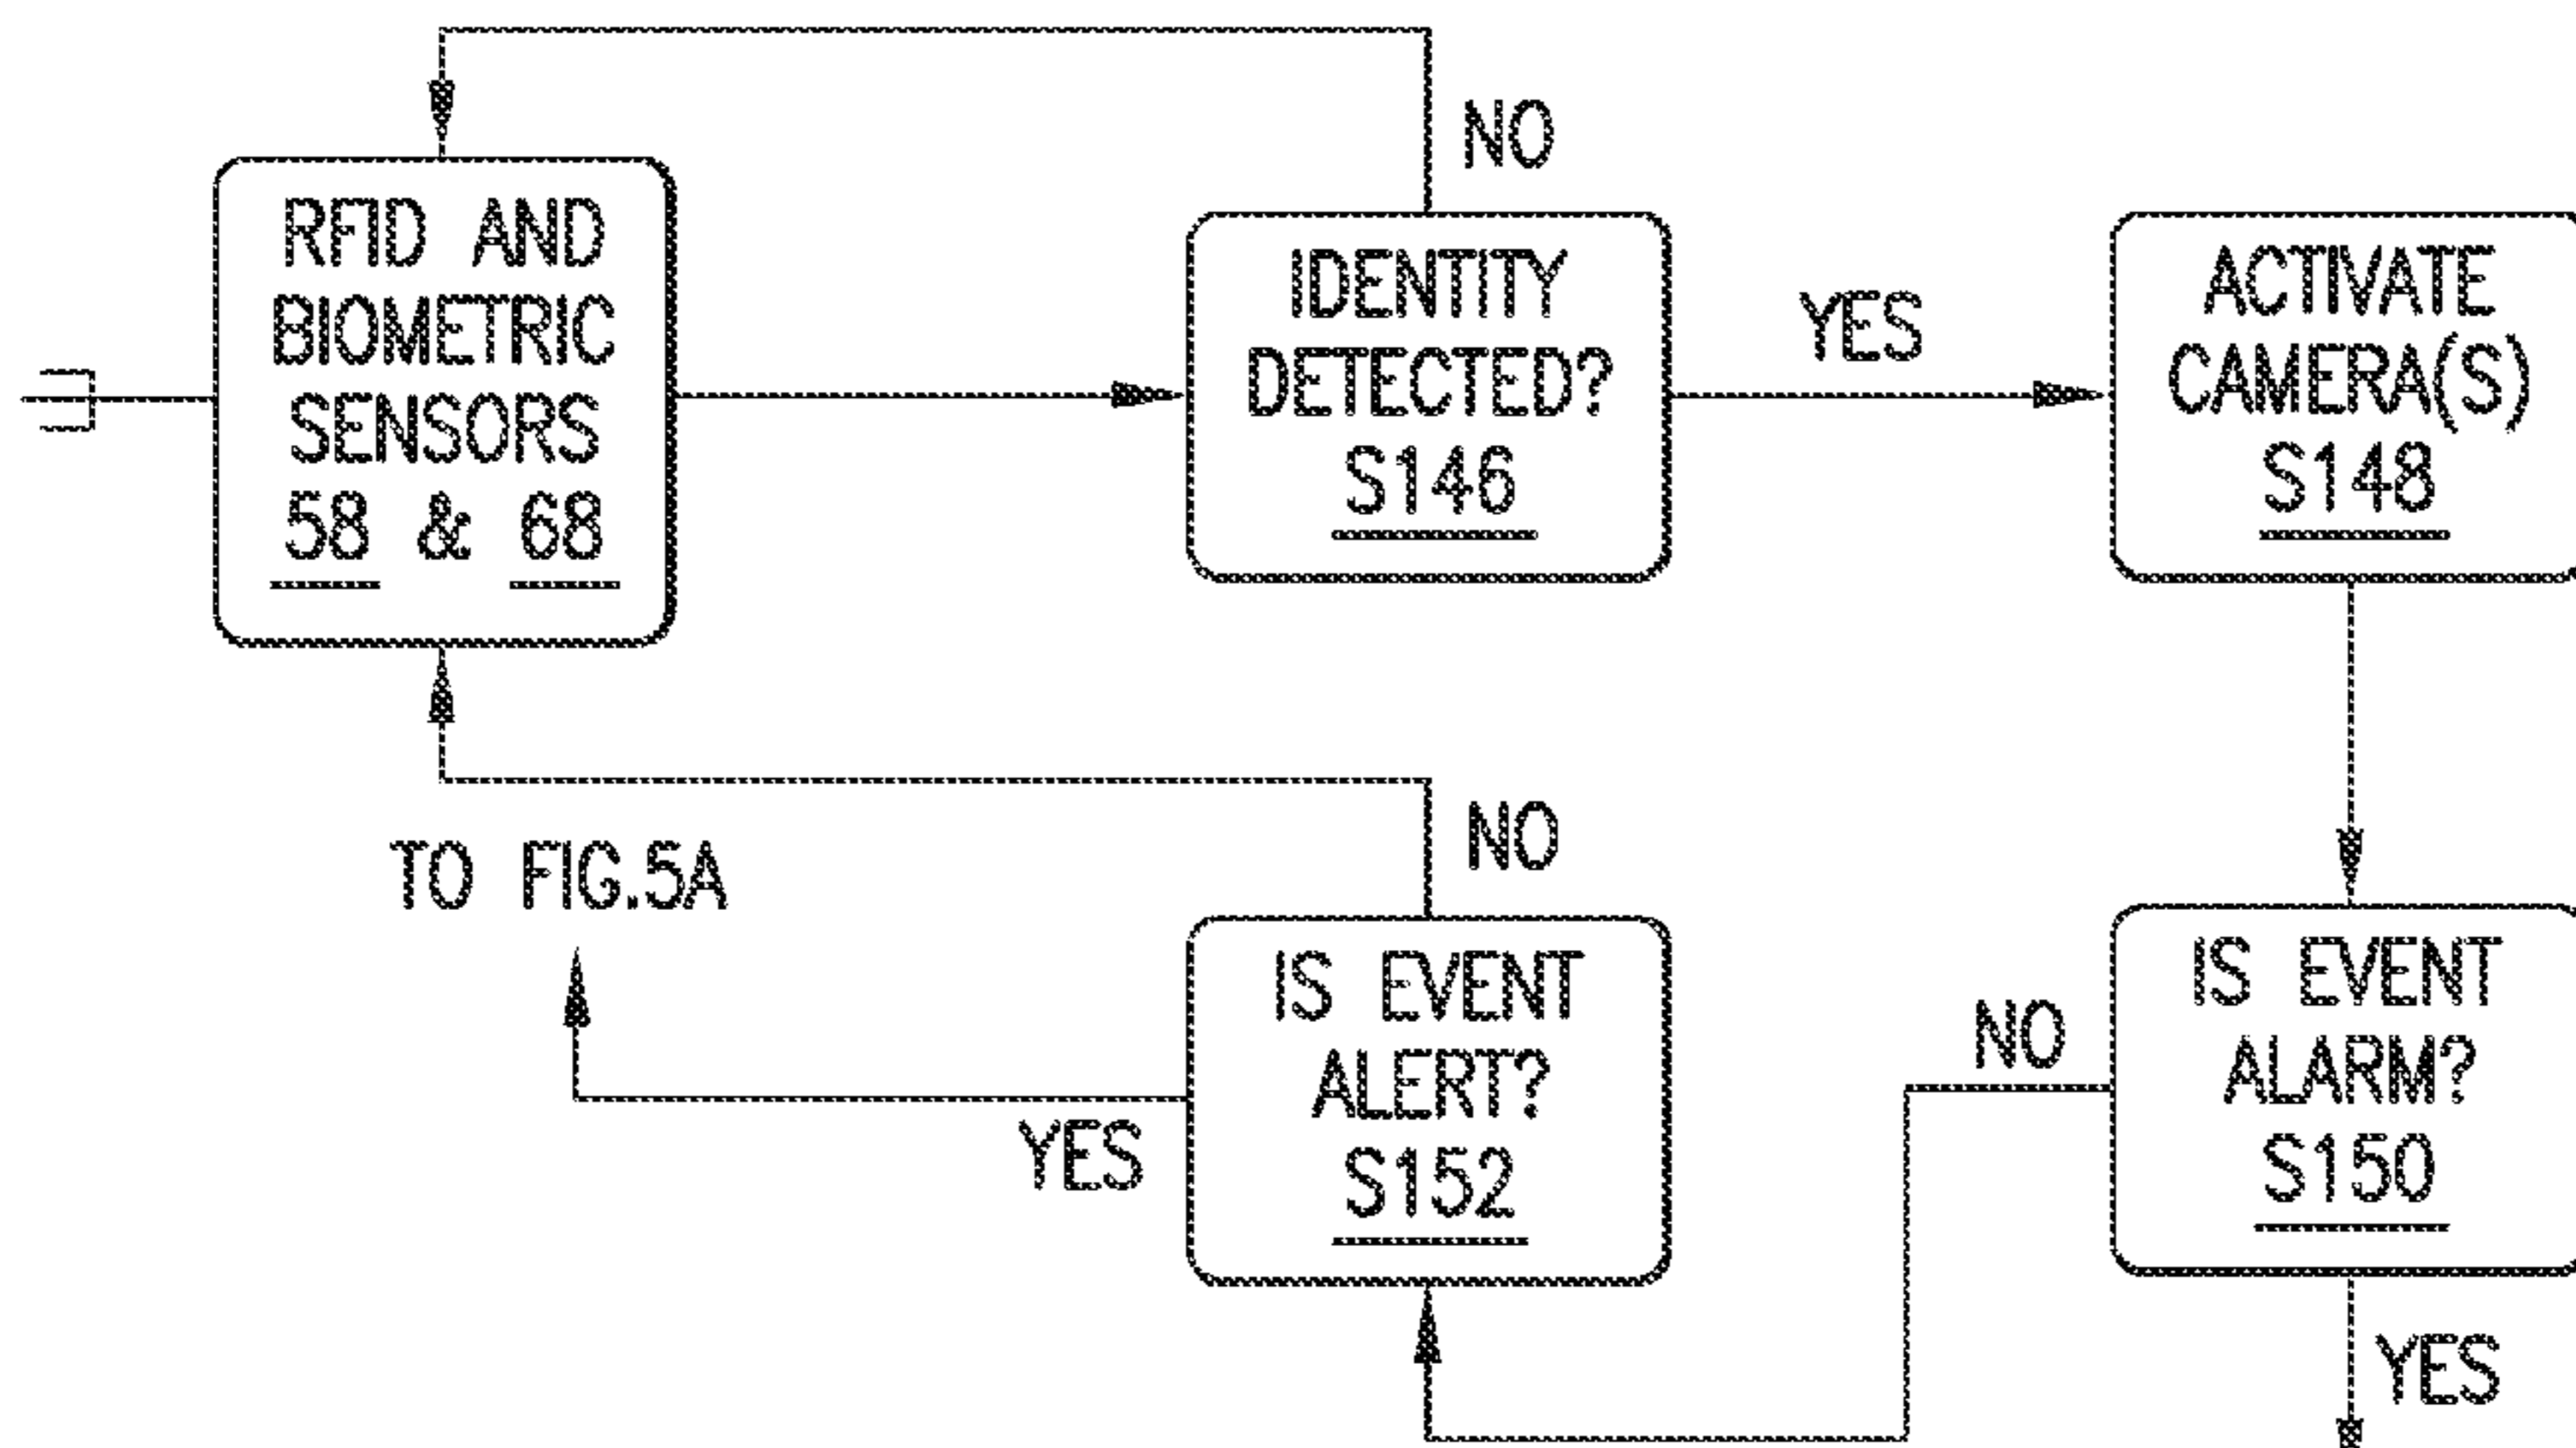 NO
RFID AND
BIOMETRIC
SENSORS
58 & 68
IDENTITY
DETECTED?
S146
YES
ACTIVATE
CAMERA(S)
S148
TO FIG.5A
NO
IS EVENT
ALERT?
S152
YES
NO
IS EVENT
ALARM?
S150
YES